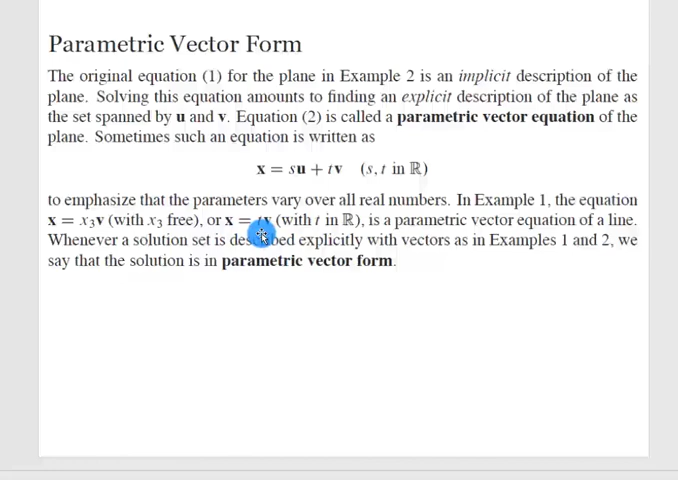 Parametric Vector Form
The original equation (1) for the plane in Example 2 is an implicit description of the
plane. Solving this equation amounts to finding an explicit description of the plane as
the set spanned by u and v. Equation (2) is called a parametric vector equation of the
plane. Sometimes such an equation is written as
x = su + tv (s, t in ℝ)
to emphasize that the parameters vary over all real numbers. In Example 1, the equation
x = x₃v (with x₃ free), or x = tv (with t in ℝ), is a parametric vector equation of a line.
Whenever a solution set is described explicitly with vectors as in Examples 1 and 2, we
say that the solution is in parametric vector form.